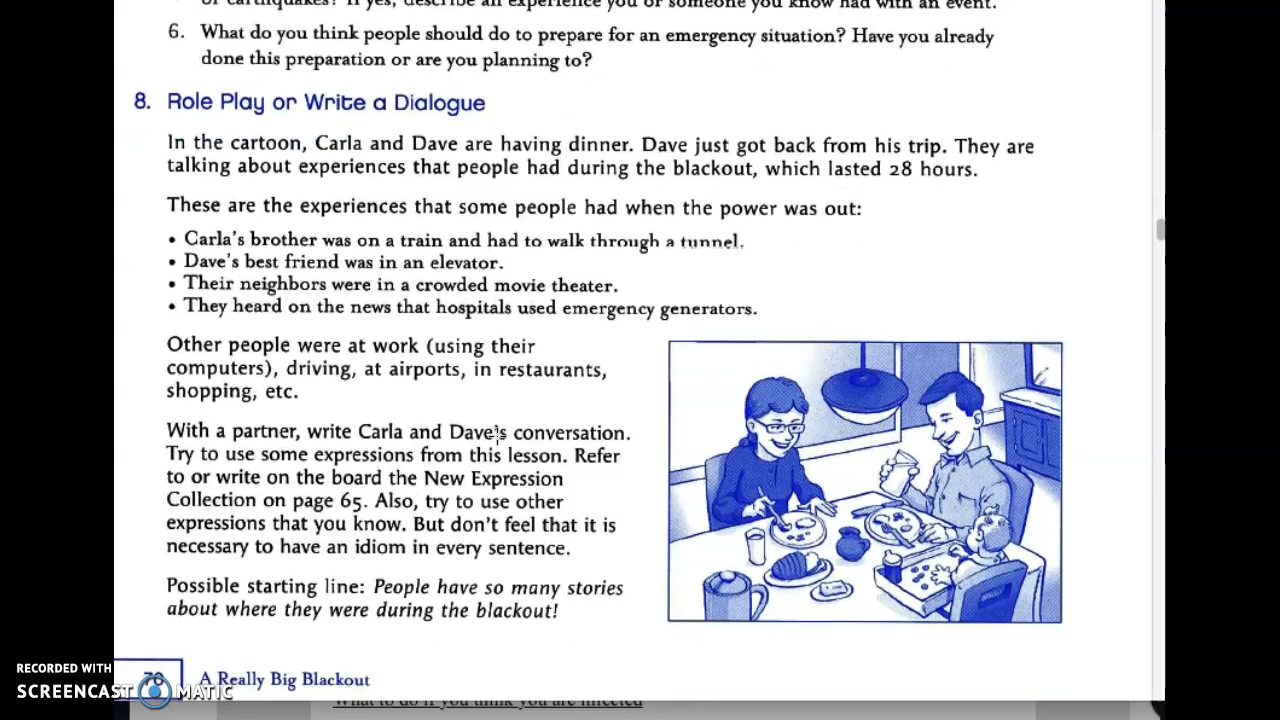 of earthquakes? If yes, describe an experience you or someone you know had with an event.
6. What do you think people should do to prepare for an emergency situation? Have you already
done this preparation or are you planning to?
8. Role Play or Write a Dialogue
In the cartoon, Carla and Dave are having dinner. Dave just got back from his trip. They are
talking about experiences that people had during the blackout, which lasted 28 hours.
These are the experiences that some people had when the power was out:
• Carla's brother was on a train and had to walk through a tunnel.
• Dave's best friend was in an elevator.
• Their neighbors were in a crowded movie theater.
• They heard on the news that hospitals used emergency generators.
Other people were at work (using their
computers), driving, at airports, in restaurants,
shopping, etc.
With a partner, write Carla and Dave's conversation.
Try to use some expressions from this lesson. Refer
to or write on the board the New Expression
Collection on page 65. Also, try to use other
expressions that you know. But don't feel that it is
necessary to have an idiom in every sentence.
Possible starting line: People have so many stories
about where they were during the blackout!
70 A Really Big Blackout
What to do if you think you are infected
RECORDED WITH
SCREENCAST MATIC